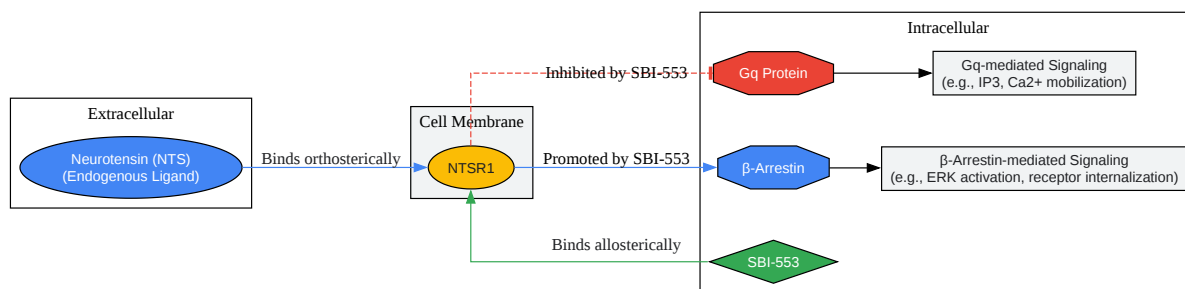 Extracellular
Neurotensin (NTS)
(Endogenous Ligand)
Binds orthosterically
Cell Membrane
NTSR1
Inhibited by SBI-553
Promoted by SBI-553
Binds allosterically
Intracellular
Gq Protein
Gq-mediated Signaling
(e.g., IP3, Ca2+ mobilization)
β-Arrestin
β-Arrestin-mediated Signaling
(e.g., ERK activation, receptor internalization)
SBI-553